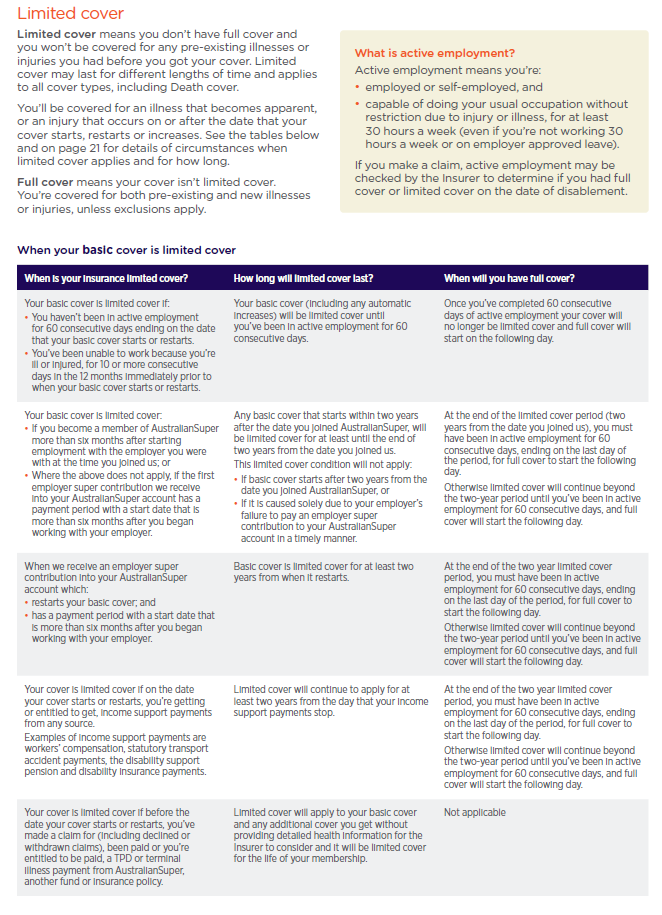 Limited cover
Limited cover means you don't have full cover and
you won't be covered for any pre-existing illnesses or
injuries you had before you got your cover. Limited
cover may last for different lengths of time and applies
to all cover types, including Death cover.
You'll be covered for an illness that becomes apparent,
or an injury that occurs on or after the date that your
cover starts, restarts or increases. See the tables below
and on page 21 for details of circumstances when
limited cover applies and for how long.
Full cover means your cover isn't limited cover.
You're covered for both pre-existing and new illnesses
or injuries, unless exclusions apply.
What is active employment?
Active employment means you're:
• employed or self-employed, and
• capable of doing your usual occupation without
restriction due to injury or illness, for at least
30 hours a week (even if you're not working 30
hours a week or on employer approved leave).
If you make a claim, active employment may be
checked by the Insurer to determine if you had full
cover or limited cover on the date of disablement.
When your basic cover is limited cover
When is your insurance limited cover?
How long will limited cover last?
When will you have full cover?
Your basic cover is limited cover if:
• You haven't been in active employment
for 60 consecutive days ending on the date
that your basic cover starts or restarts.
• You've been unable to work because you're
ill or injured, for 10 or more consecutive
days in the 12 months immediately prior to
when your basic cover starts or restarts.
Your basic cover (including any automatic
increases) will be limited cover until
you've been in active employment for 60
consecutive days.
Once you've completed 60 consecutive
days of active employment your cover will
no longer be limited cover and full cover will
start on the following day.
Your basic cover is limited cover:
• If you become a member of AustralianSuper
more than six months after starting
employment with the employer you were
with at the time you joined us; or
• Where the above does not apply, if the first
employer super contribution we receive
into your AustralianSuper account has a
payment period with a start date that is
more than six months after you began
working with your employer.
Any basic cover that starts within two years
after the date you joined AustralianSuper, will
be limited cover for at least until the end of
two years from the date you joined us.
This limited cover condition will not apply:
• If basic cover starts after two years from the
date you joined AustralianSuper, or
• If it is caused solely due to your employer's
failure to pay an employer super
contribution to your AustralianSuper
account in a timely manner.
At the end of the limited cover period (two
years from the date you joined us), you must
have been in active employment for 60
consecutive days, ending on the last day of
the period, for full cover to start the following
day.
Otherwise limited cover will continue beyond
the two-year period until you've been in active
employment for 60 consecutive days, and full
cover will start the following day.
When we receive an employer super
contribution into your AustralianSuper
account which:
• restarts your basic cover; and
• has a payment period with a start date that
is more than six months after you began
working with your employer.
Basic cover is limited cover for at least two
years from when it restarts.
At the end of the two year limited cover
period, you must have been in active
employment for 60 consecutive days, ending
on the last day of the period, for full cover to
start the following day.
Otherwise limited cover will continue beyond
the two-year period until you've been in active
employment for 60 consecutive days, and full
cover will start the following day.
Your cover is limited cover if on the date
your cover starts or restarts, you're getting
or entitled to get, income support payments
from any source.
Examples of income support payments are
workers' compensation, statutory transport
accident payments, the disability support
pension and disability insurance payments.
Limited cover will continue to apply for at
least two years from the day that your income
support payments stop.
At the end of the two year limited cover
period, you must have been in active
employment for 60 consecutive days, ending
on the last day of the period, for full cover to
start the following day.
Otherwise limited cover will continue beyond
the two-year period until you've been in active
employment for 60 consecutive days, and full
cover will start the following day.
Your cover is limited cover if before the
date your cover starts or restarts, you've
made a claim for (including declined or
withdrawn claims), been paid or you're
entitled to be paid, a TPD or terminal
illness payment from AustralianSuper,
another fund or insurance policy.
Limited cover will apply to your basic cover
and any additional cover you get without
providing detailed health information for the
Insurer to consider and it will be limited cover
for the life of your membership.
Not applicable